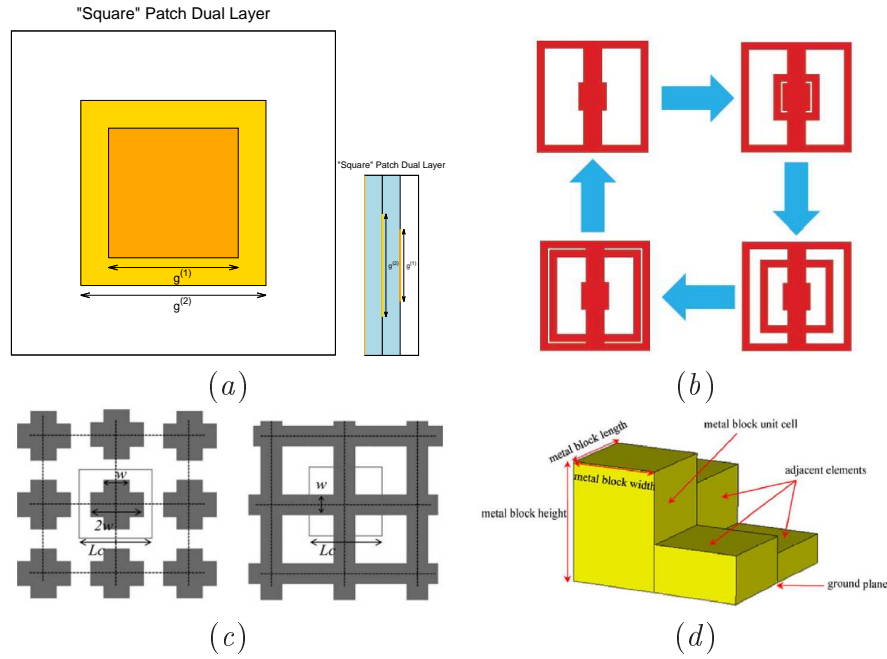 "Square" Patch Dual Layer
g(1)
g(2)
"Square" Patch Dual Layer
g(2)
g(1)
(a)
(b)
w
2w
Lc
w
Lc
(c)
metal block length
metal block unit cell
metal block width
adjacent elements
metal block height
ground plane
(d)